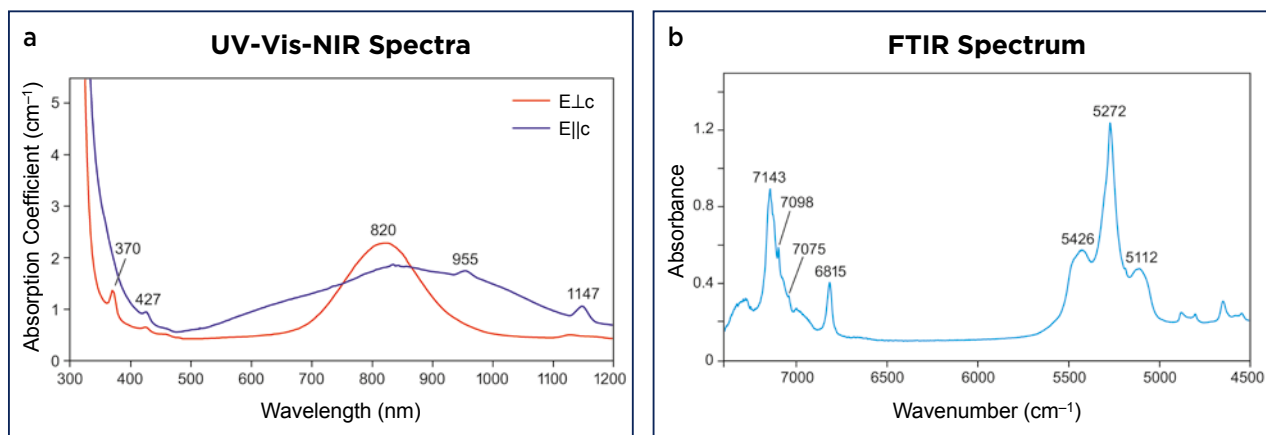 a
UV-Vis-NIR Spectra
E⊥c
E||c
Absorption Coefficient (cm⁻¹)
5
4
3
2
1
0
370
427
820
955
1147
300 400 500 600 700 800 900 1000 1100 1200
Wavelength (nm)
b
FTIR Spectrum
Absorbance
1.2
0.8
0.4
0
7143
7098
7075
6815
5426
5272
5112
7000 6500 6000 5500 5000 4500
Wavenumber (cm⁻¹)